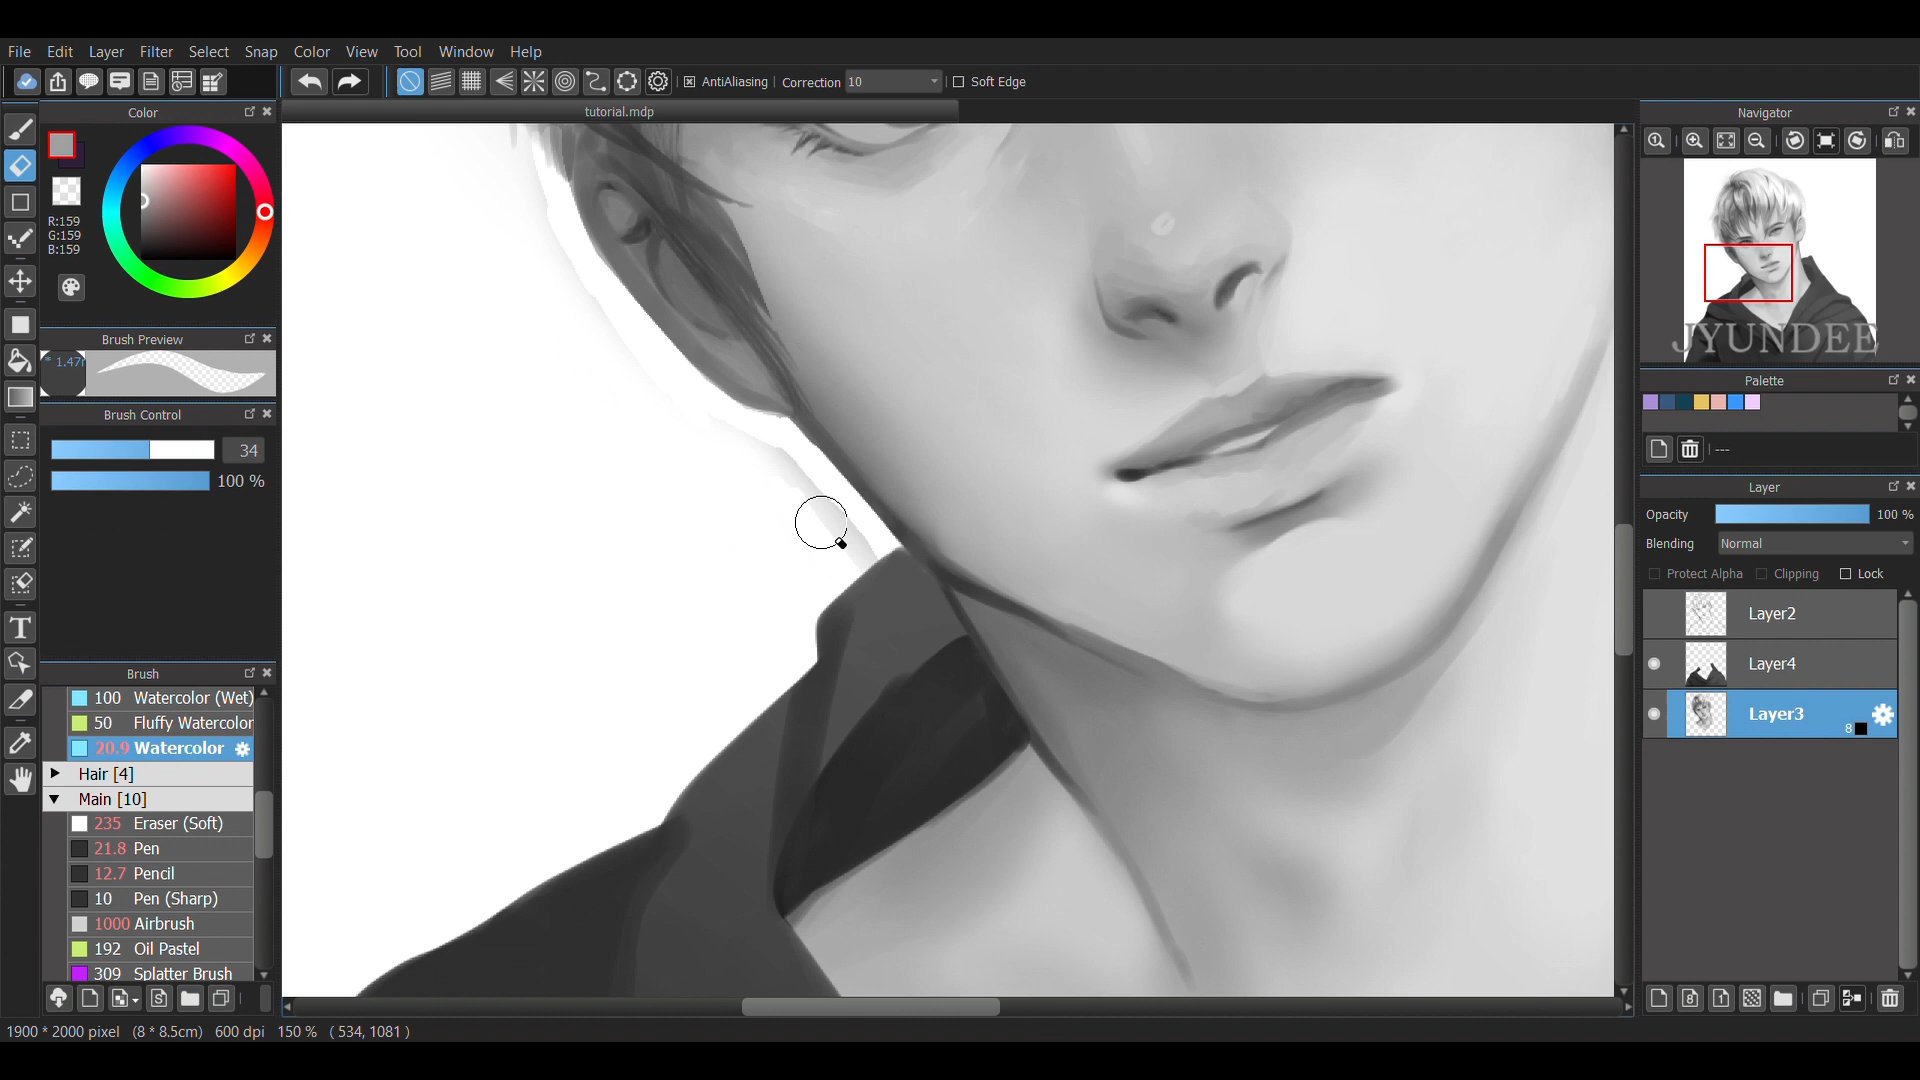 File Edit Layer Filter Select Snap Color View Tool Window Help
AntiAliasing Correction 10 Soft Edge
Color
tutorial.mdp
Navigator
R:159
G:159
B:159
JYUNDEE
Brush Preview
* 1.47
Palette
Brush Control
34
100 %
---
Layer
Opacity 100 %
Blending Normal
Protect Alpha Clipping Lock
Layer2
Layer4
Layer3
8
Brush
100 Watercolor (Wet)
50 Fluffy Watercolor
20.9 Watercolor
Hair [4]
Main [10]
235 Eraser (Soft)
21.8 Pen
12.7 Pencil
10 Pen (Sharp)
1000 Airbrush
192 Oil Pastel
309 Splatter Brush
1900 * 2000 pixel (8 * 8.5cm) 600 dpi 150 % ( 534, 1081 )